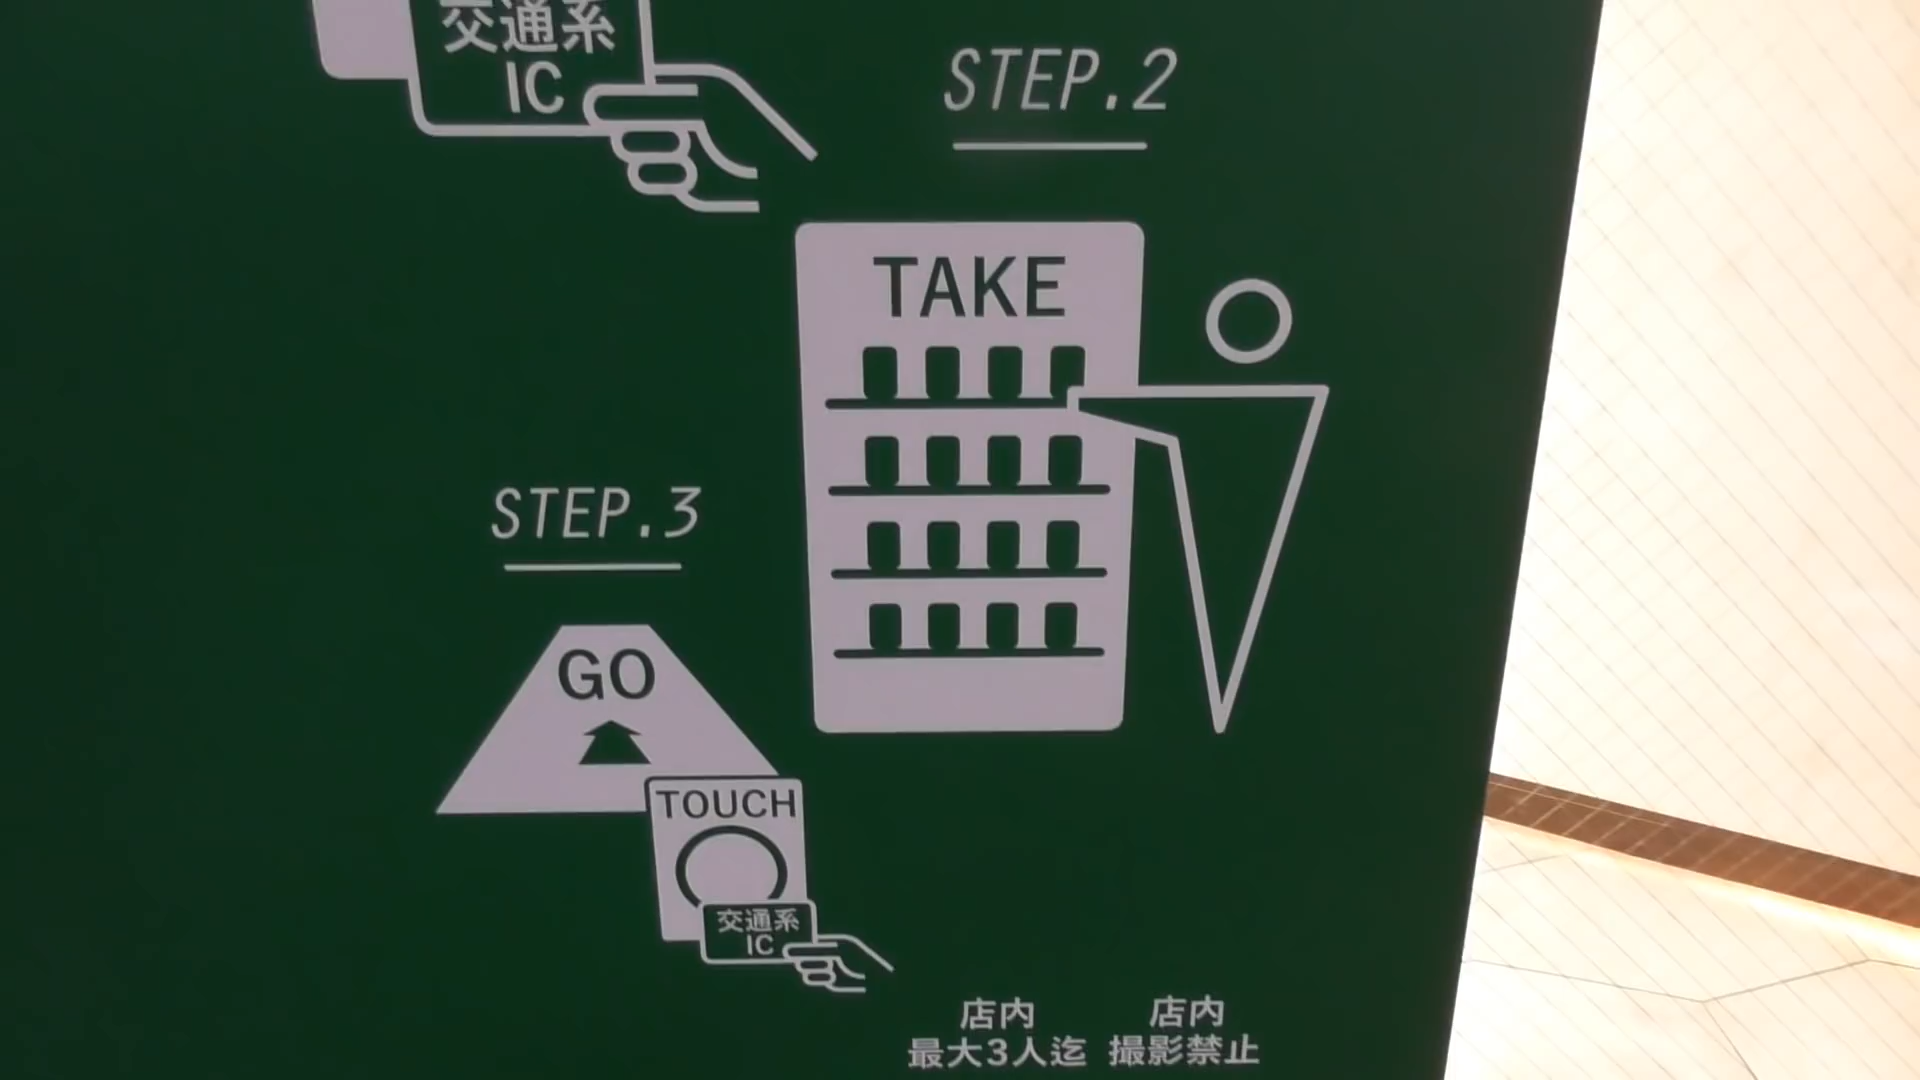 交通系
IC
STEP.2
TAKE
STEP.3
GO
TOUCH
交通系
IC
店内
最大3人迄
店内
撮影禁止